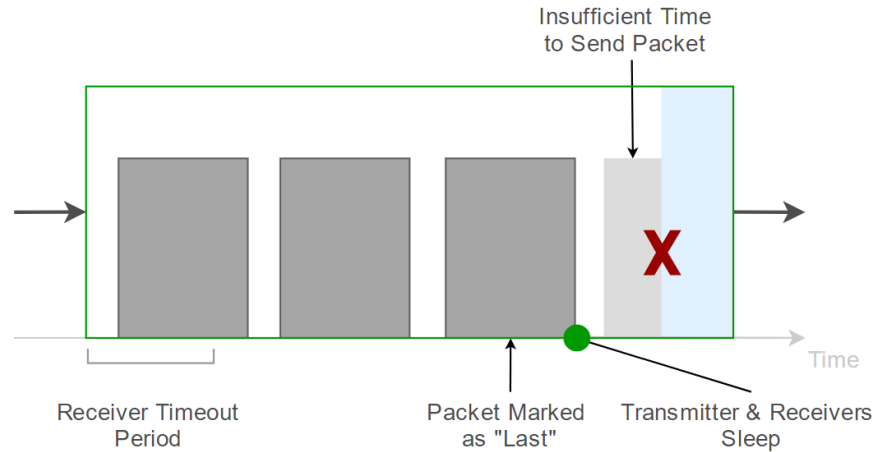 Insufficient Time
to Send Packet
X
Time
Receiver Timeout
Period
Packet Marked
as "Last"
Transmitter & Receivers
Sleep